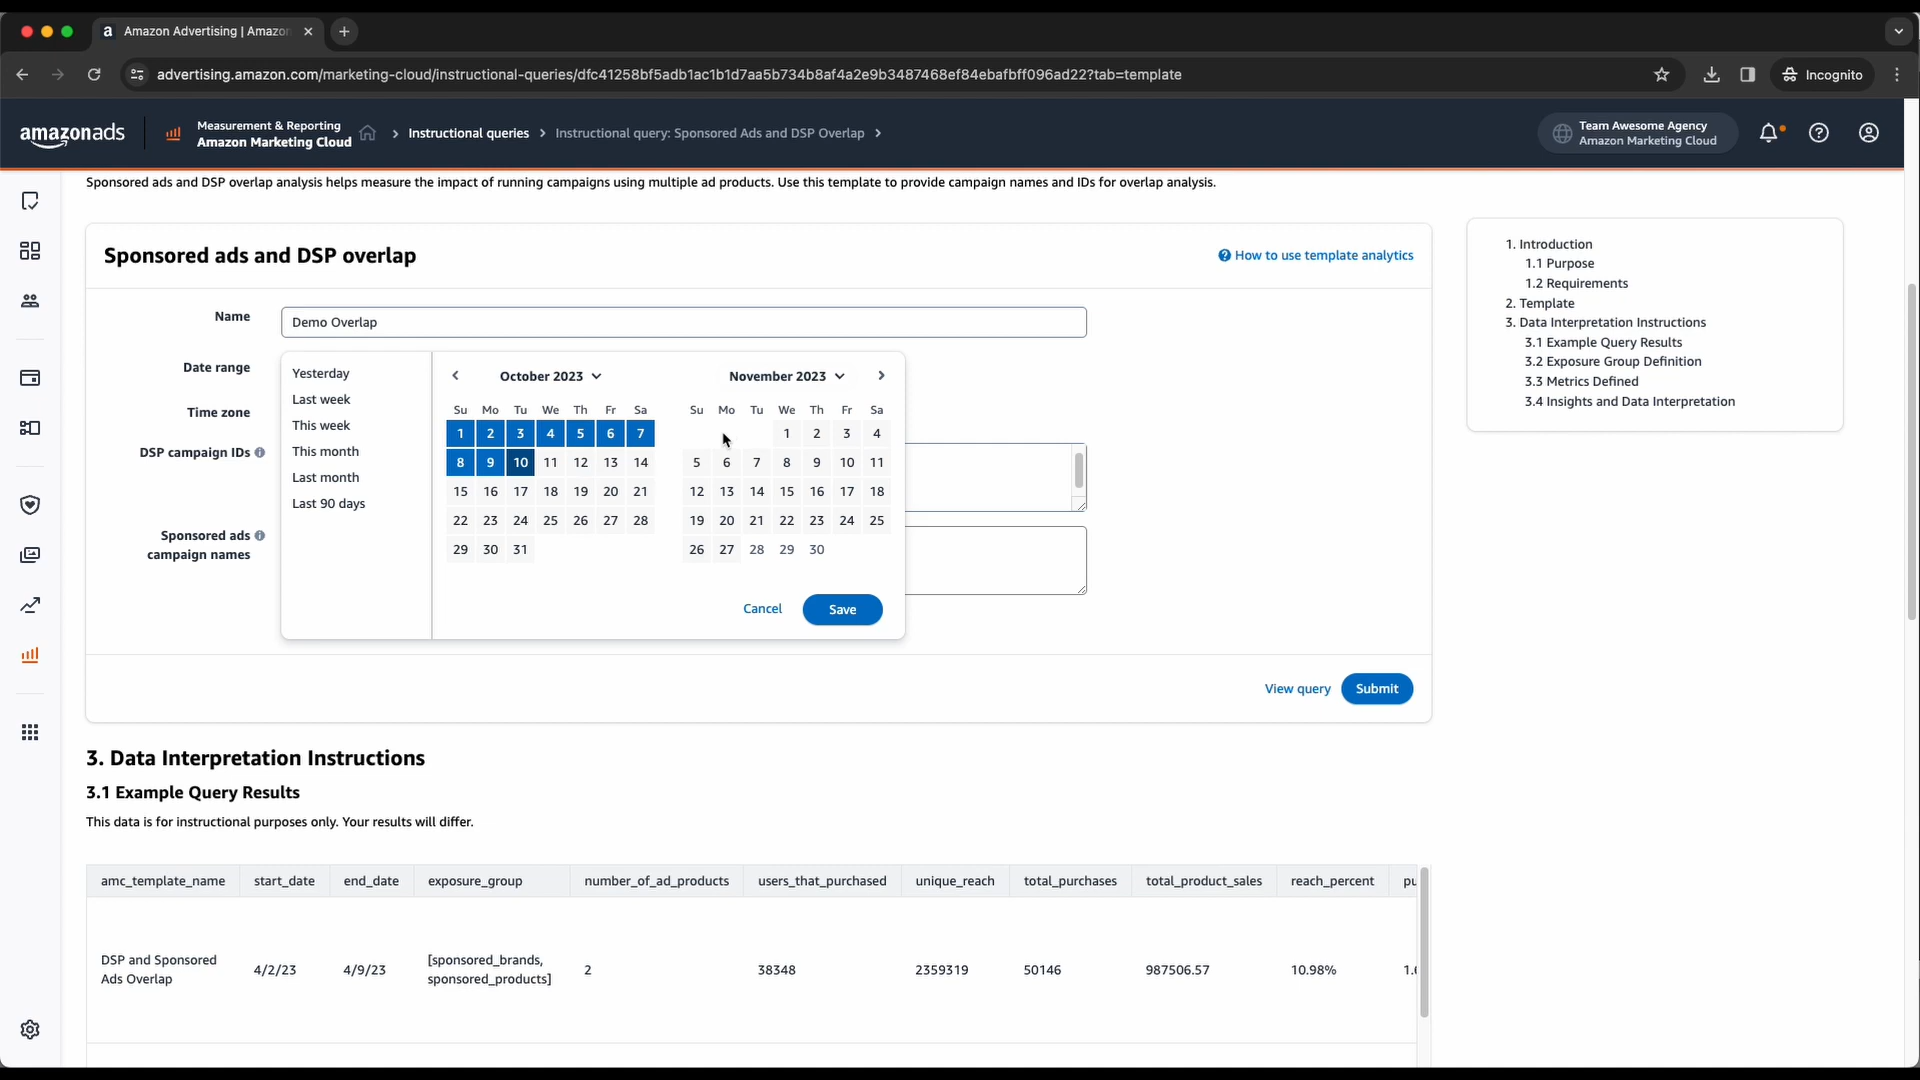 Amazon Advertising | Amazon
advertising.amazon.com/marketing-cloud/instructional-queries/dfc41258bf5adb1ac1b1d7aa5b734b8af4a2e9b3487468ef84ebafbff096ad22?tab=template
Incognito
amazonads
Measurement & Reporting
Amazon Marketing Cloud
Instructional queries
Instructional query: Sponsored Ads and DSP Overlap
Team Awesome Agency
Amazon Marketing Cloud
Sponsored ads and DSP overlap analysis helps measure the impact of running campaigns using multiple ad products. Use this template to provide campaign names and IDs for overlap analysis.
Sponsored ads and DSP overlap
How to use template analytics
Name
Demo Overlap
Date range
Time zone
DSP campaign IDs
Sponsored ads
campaign names
Yesterday
Last week
This week
This month
Last month
Last 90 days
October 2023
Su Mo Tu We Th Fr Sa
1 2 3 4 5 6 7
8 9 10 11 12 13 14
15 16 17 18 19 20 21
22 23 24 25 26 27 28
29 30 31
November 2023
Su Mo Tu We Th Fr Sa
1 2 3 4
5 6 7 8 9 10 11
12 13 14 15 16 17 18
19 20 21 22 23 24 25
26 27 28 29 30
Cancel
Save
View query
Submit
1. Introduction
1.1 Purpose
1.2 Requirements
2. Template
3. Data Interpretation Instructions
3.1 Example Query Results
3.2 Exposure Group Definition
3.3 Metrics Defined
3.4 Insights and Data Interpretation
3. Data Interpretation Instructions
3.1 Example Query Results
This data is for instructional purposes only. Your results will differ.
amc_template_name start_date end_date exposure_group number_of_ad_products users_that_purchased unique_reach total_purchases total_product_sales reach_percent pu
DSP and Sponsored
Ads Overlap
4/2/23
4/9/23
[sponsored_brands,
sponsored_products]
2
38348
2359319
50146
987506.57
10.98%